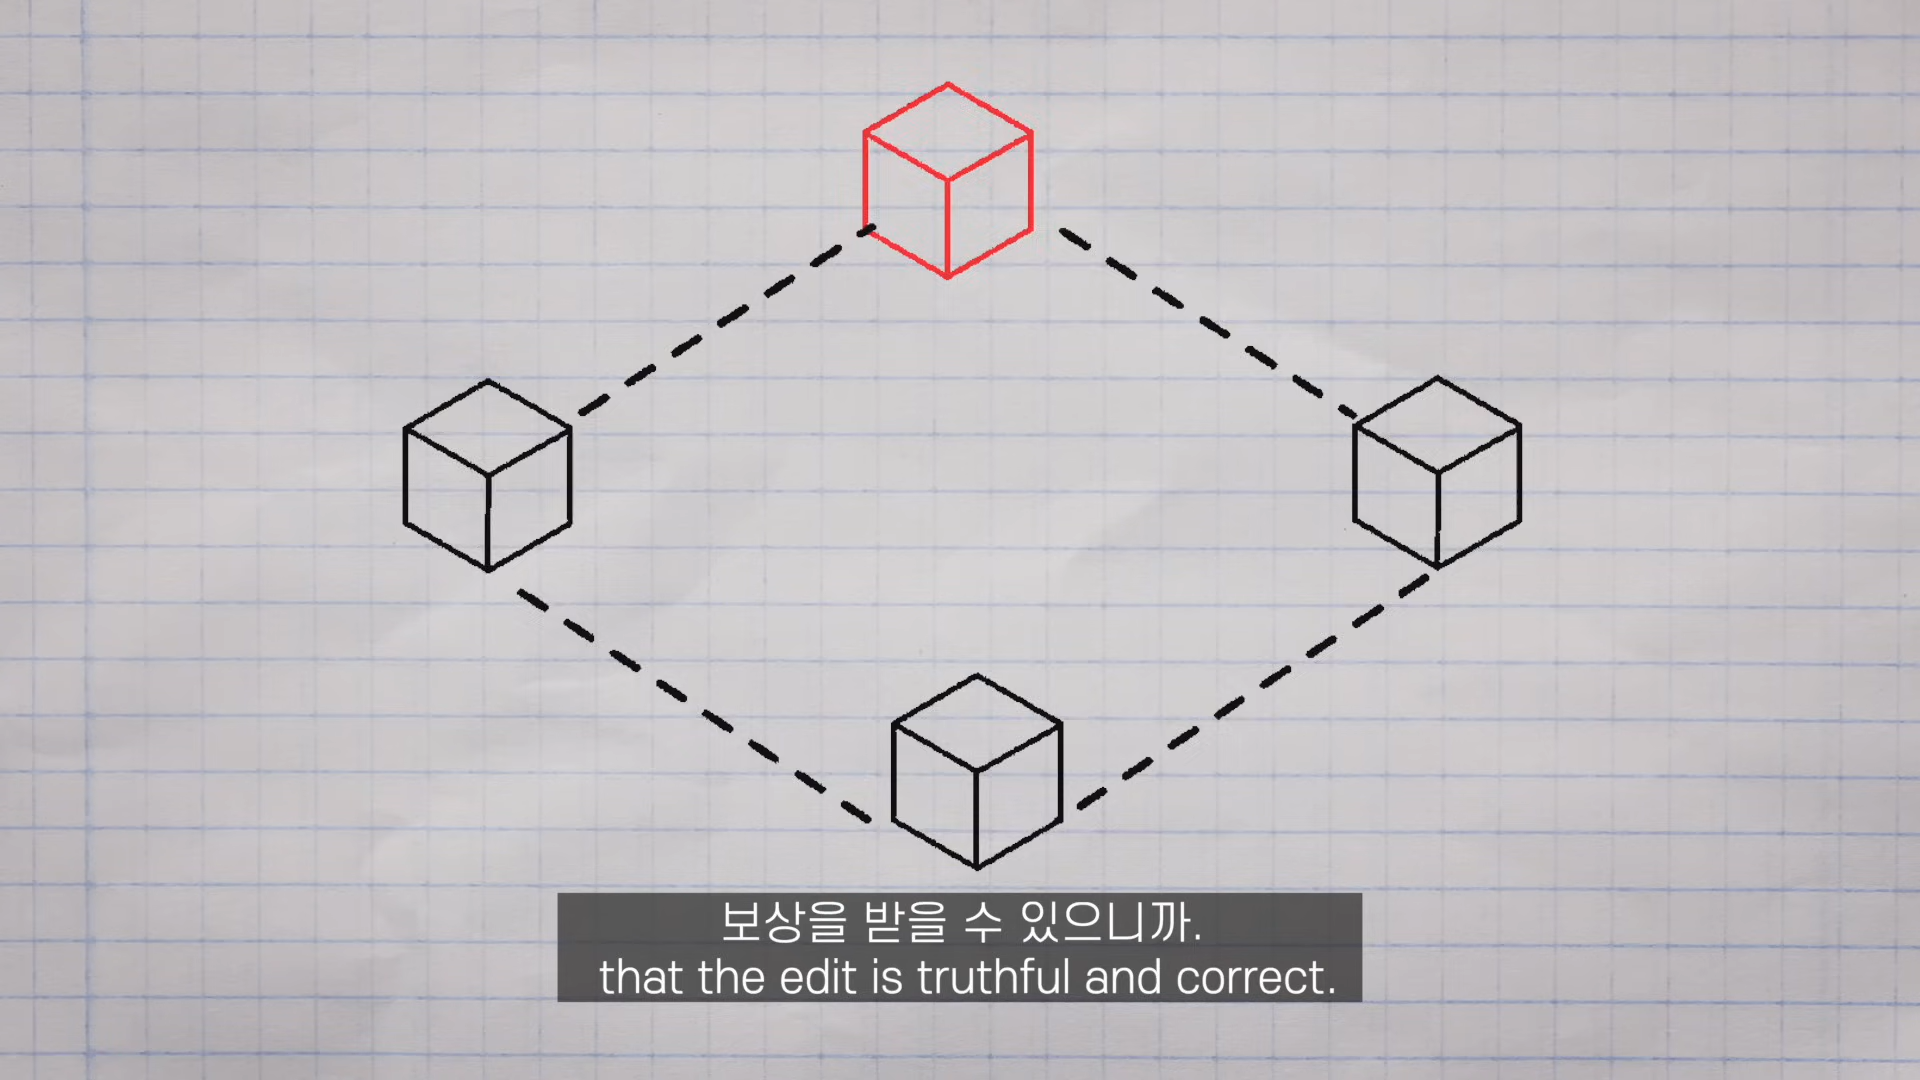 보상을 받을 수 있으니까.
that the edit is truthful and correct.